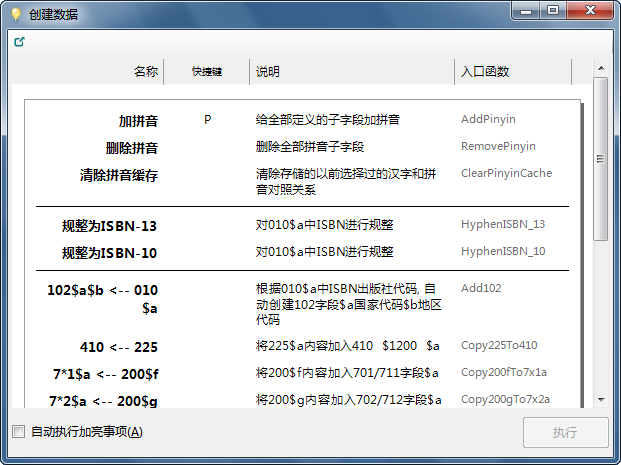 创建数据
名称 快捷键 说明 入口函数
加拼音 P 给全部定义的子字段加拼音 AddPinyin
删除拼音 删除全部拼音子字段 RemovePinyin
清除拼音缓存 清除存储的以前选择过的汉字和拼 ClearPinyinCache
音对照关系
规整为ISBN-13 对010$a中ISBN进行规整 HyphenISBN_13
规整为ISBN-10 对010$a中ISBN进行规整 HyphenISBN_10
102$a$b <-- 010 根据010$a中ISBN出版社代码, 自 Add102
$a 动创建102字段$a国家代码$b地区
代码
410 <-- 225 将225$a内容加入410 $1200 $a Copy225To410
7*1$a <-- 200$f 将200$f内容加入701/711字段$a Copy200fTo7x1a
7*2$a <-- 200$g 将200$g内容加入702/712字段$a Copy200gTo7x2a
自动执行加亮事项(A) 执行